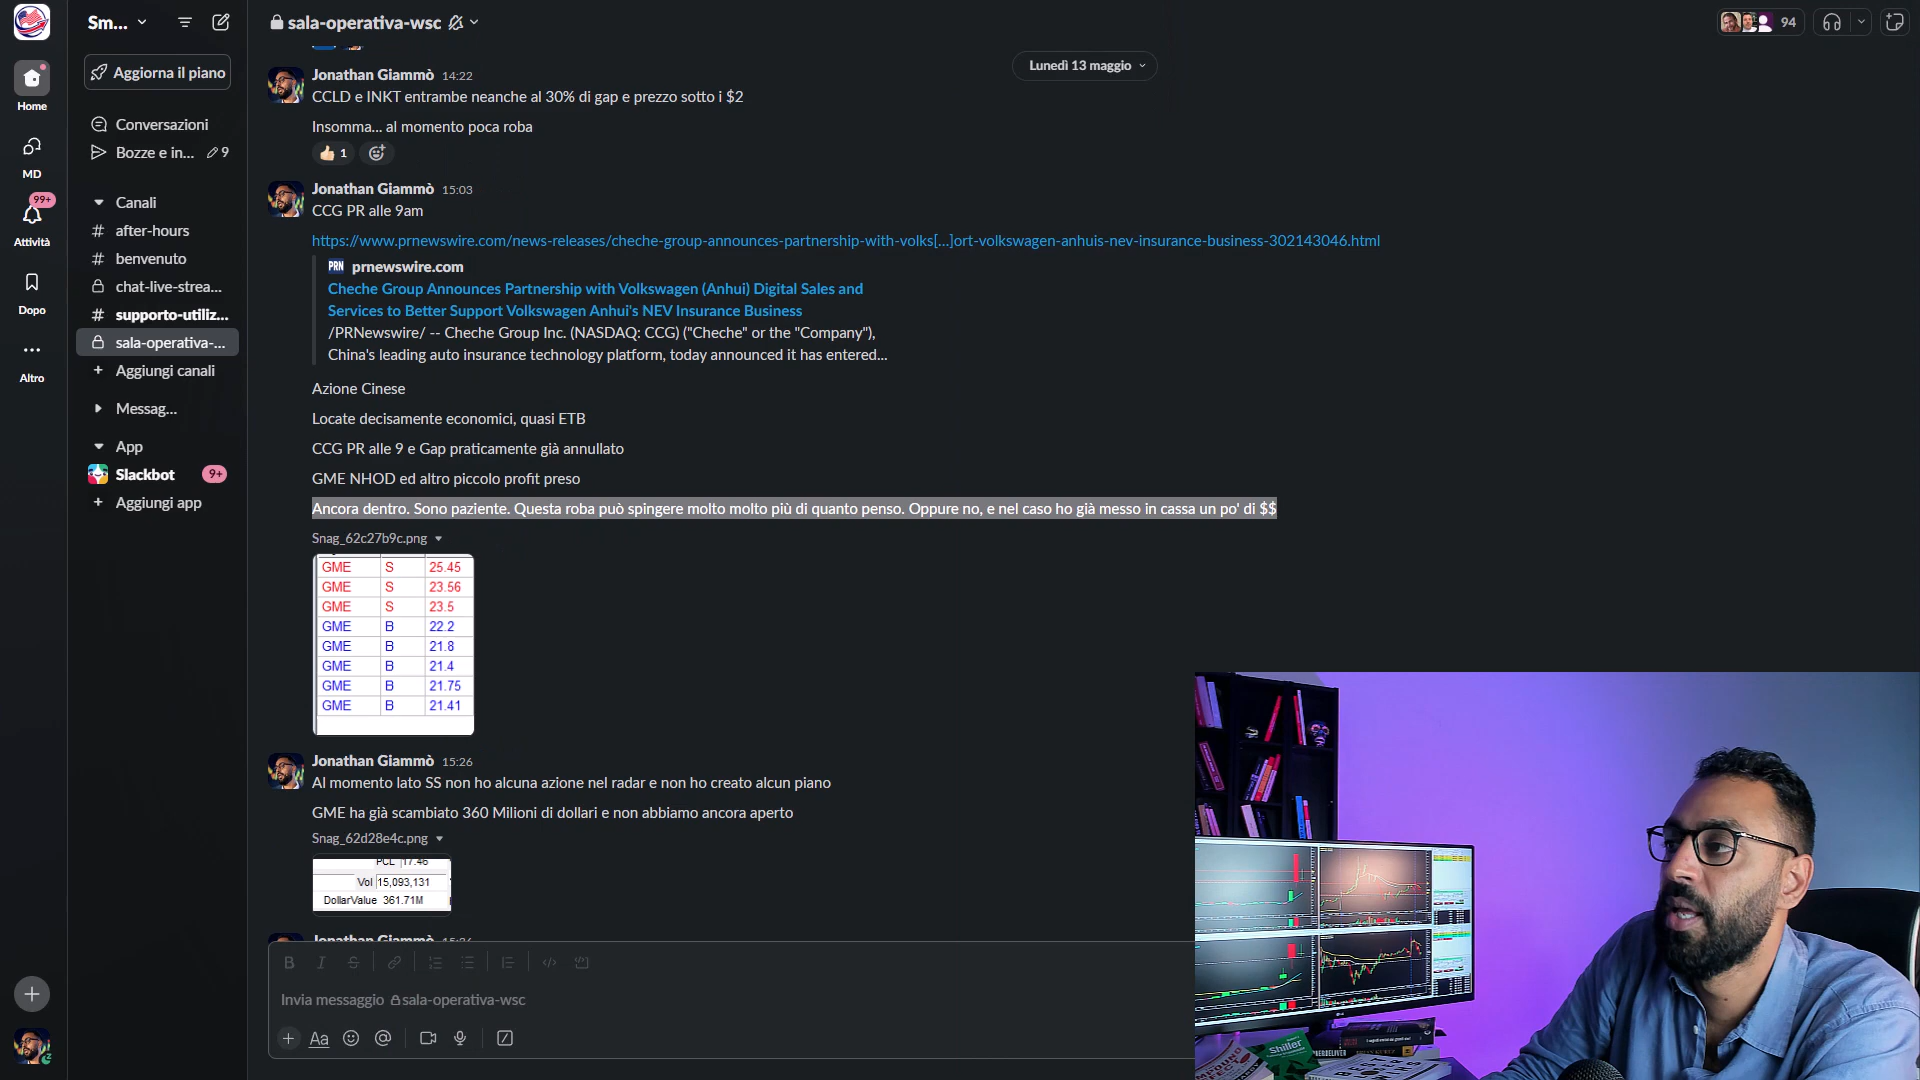 Sm...
sala-operativa-wsc
94
Aggiorna il piano
Home
MD
99+
Attività
Dopo
Altro
Conversazioni
Bozze e in... 9
Canali
after-hours
benvenuto
chat-live-strea...
supporto-utiliz...
sala-operativa-...
Aggiungi canali
Messag...
App
Slackbot 9+
Aggiungi app
Lunedì 13 maggio
Jonathan Giammò 14:22
CCLD e INKT entrambe neanche al 30% di gap e prezzo sotto i $2
Insomma... al momento poca roba
1
Jonathan Giammò 15:03
CCG PR alle 9am
https://www.prnewswire.com/news-releases/cheche-group-announces-partnership-with-volks[...]ort-volkswagen-anhuis-nev-insurance-business-302143046.html
PRN prnewswire.com
Cheche Group Announces Partnership with Volkswagen (Anhui) Digital Sales and
Services to Better Support Volkswagen Anhui's NEV Insurance Business
/PRNewswire/ -- Cheche Group Inc. (NASDAQ: CCG) ("Cheche" or the "Company"),
China's leading auto insurance technology platform, today announced it has entered...
Azione Cinese
Locate decisamente economici, quasi ETB
CCG PR alle 9 e Gap praticamente già annullato
GME NHOD ed altro piccolo profit preso
Ancora dentro. Sono paziente. Questa roba può spingere molto molto più di quanto penso. Oppure no, e nel caso ho già messo in cassa un po' di $$
Snag_62c27b9c.png
GME S 25.45
GME S 23.56
GME S 23.5
GME B 22.2
GME B 21.8
GME B 21.4
GME B 21.75
GME B 21.41
Jonathan Giammò 15:26
Al momento lato SS non ho alcuna azione nel radar e non ho creato alcun piano
GME ha già scambiato 360 Milioni di dollari e non abbiamo ancora aperto
Snag_62d28e4c.png
PCL 17.46
Vol 15,093,131
DollarValue 361.71M
Jonathan Giammò 15:26
B I S
Invia messaggio sala-operativa-wsc
Aa
Shiller